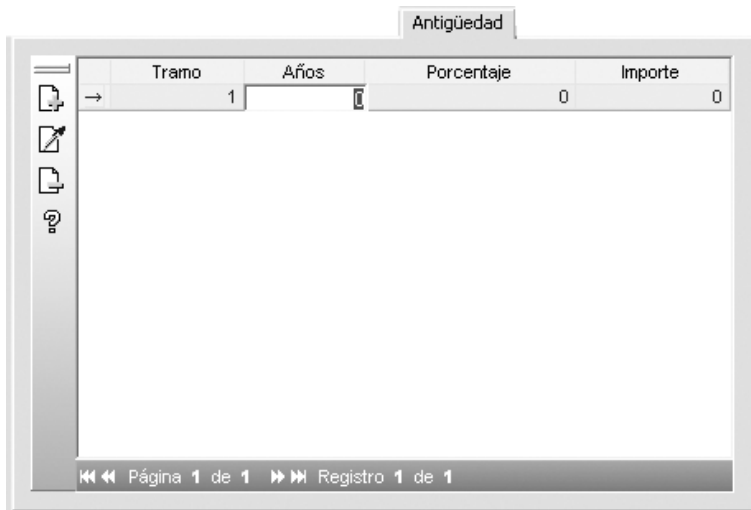 Antigüedad
Tramo Años Porcentaje Importe
→ 1 0 0 0
Página 1 de 1 Registro 1 de 1